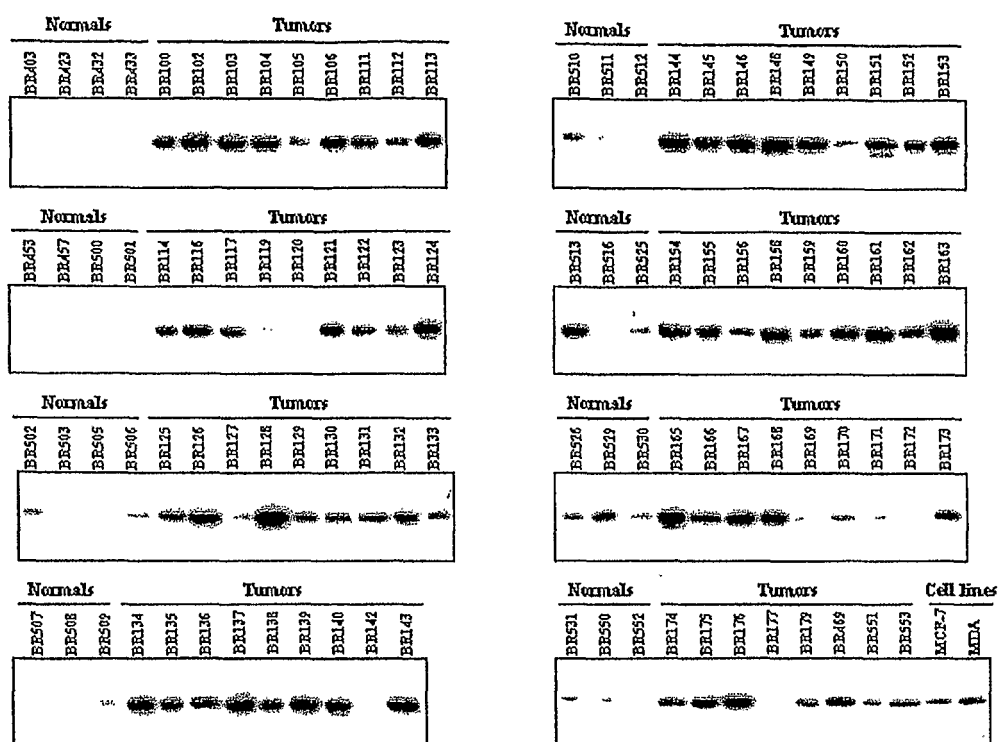 Normals Tumors
BR403 BR423 BR432 BR433 BR100 BR102 BR103 BR104 BR105 BR106 BR111 BR112 BR113
Normals Tumors
BR510 BR511 BR512 BR144 BR145 BR146 BR148 BR149 BR150 BR151 BR152 BR153
Normals Tumors
BR453 BR457 BR500 BR501 BR114 BR116 BR117 BR119 BR120 BR121 BR122 BR123 BR124
Normals Tumors
BR513 BR516 BR525 BR154 BR155 BR156 BR158 BR159 BR160 BR161 BR162 BR163
Normals Tumors
BR502 BR503 BR505 BR506 BR125 BR126 BR127 BR128 BR129 BR130 BR131 BR132 BR133
Normals Tumors
BR526 BR529 BR530 BR165 BR166 BR167 BR168 BR169 BR170 BR171 BR172 BR173
Normals Tumors
BR507 BR508 BR509 BR134 BR135 BR136 BR137 BR138 BR139 BR140 BR142 BR143
Normals Tumors Cell lines
BR531 BR550 BR552 BR174 BR175 BR176 BR177 BR179 BR469 BR551 BR553 MCF-7 MDA